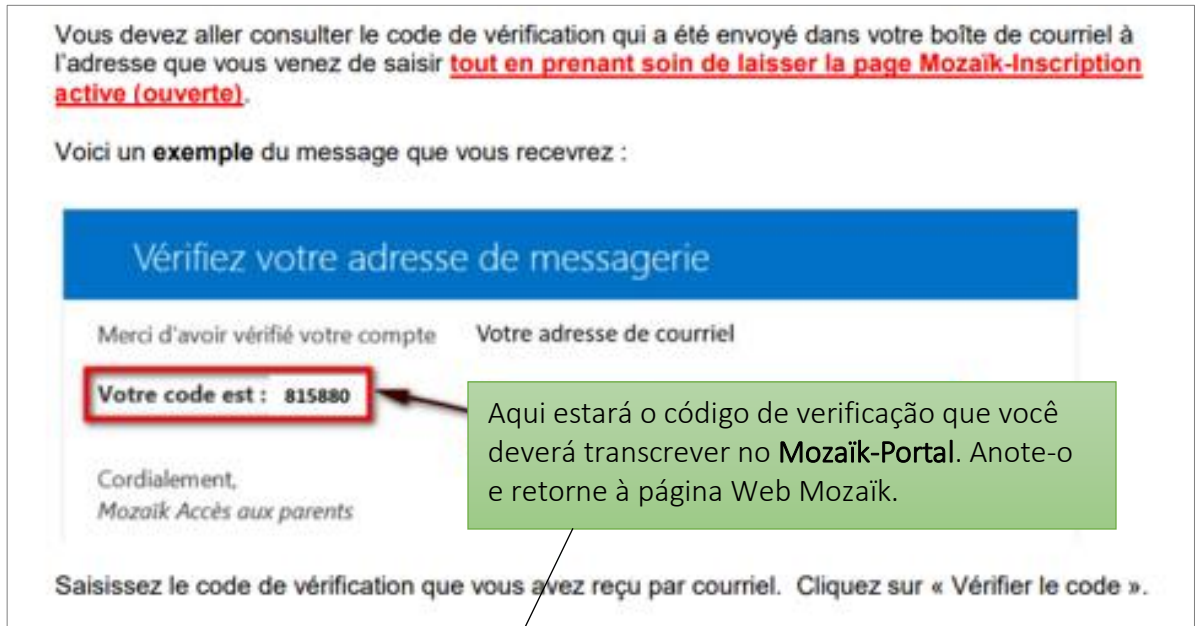 Vous devez aller consulter le code de vérification qui a été envoyé dans votre boîte de courriel à
l'adresse que vous venez de saisir tout en prenant soin de laisser la page Mozaïk-Inscription
active (ouverte).
Voici un exemple du message que vous recevrez :
Vérifiez votre adresse de messagerie
Merci d'avoir vérifié votre compte Votre adresse de courriel
Votre code est : 815880
Aqui estará o código de verificação que você
deverá transcrever no Mozaïk-Portal. Anote-o
e retorne à página Web Mozaïk.
Cordialement,
Mozaïk Accès aux parents
Saisissez le code de vérification que vous avez reçu par courriel. Cliquez sur « Vérifier le code ».